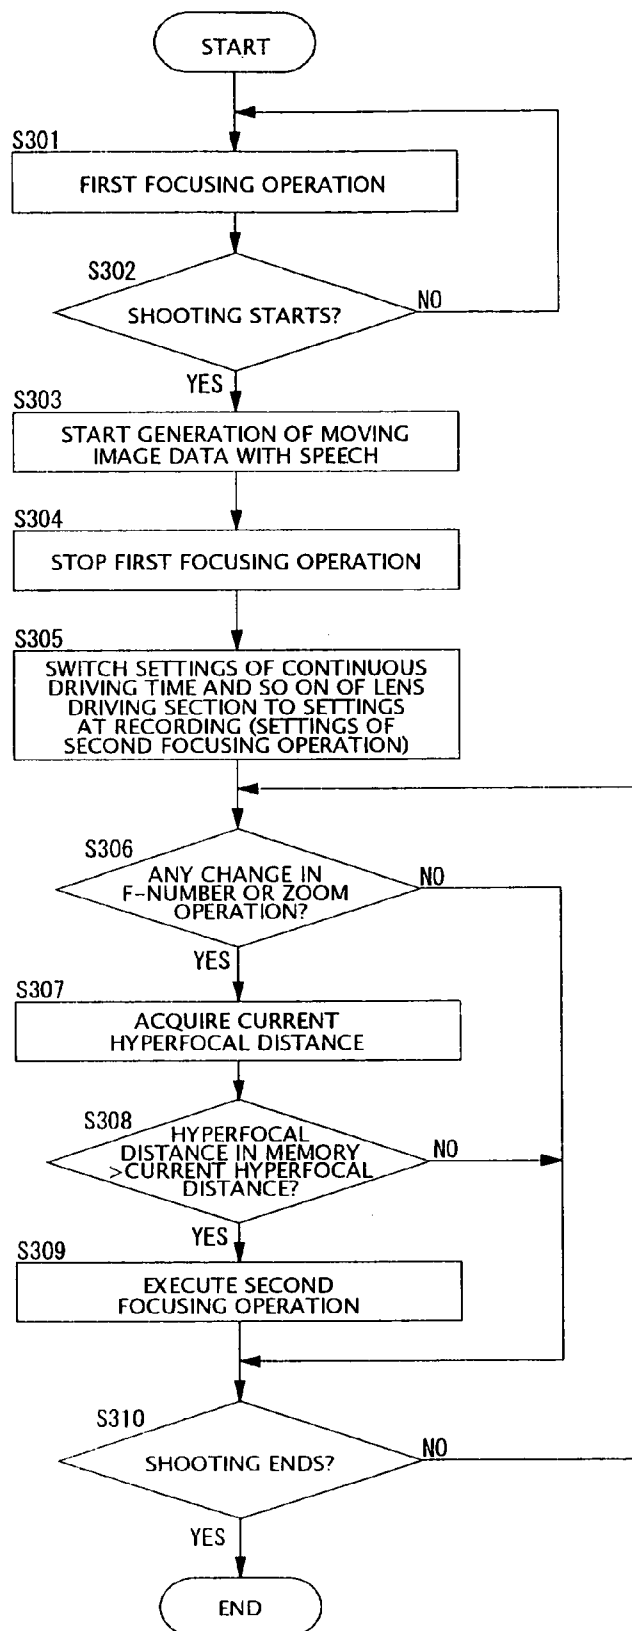 START
S301
FIRST FOCUSING OPERATION
S302
SHOOTING STARTS?
NO
YES
S303
START GENERATION OF MOVING
IMAGE DATA WITH SPEECH
S304
STOP FIRST FOCUSING OPERATION
S305
SWITCH SETTINGS OF CONTINUOUS
DRIVING TIME AND SO ON OF LENS
DRIVING SECTION TO SETTINGS
AT RECORDING (SETTINGS OF
SECOND FOCUSING OPERATION)
S306
ANY CHANGE IN
F-NUMBER OR ZOOM
OPERATION?
NO
YES
S307
ACQUIRE CURRENT
HYPERFOCAL DISTANCE
S308
HYPERFOCAL
DISTANCE IN MEMORY
>CURRENT HYPERFOCAL
DISTANCE?
NO
YES
S309
EXECUTE SECOND
FOCUSING OPERATION
S310
SHOOTING ENDS?
NO
YES
END